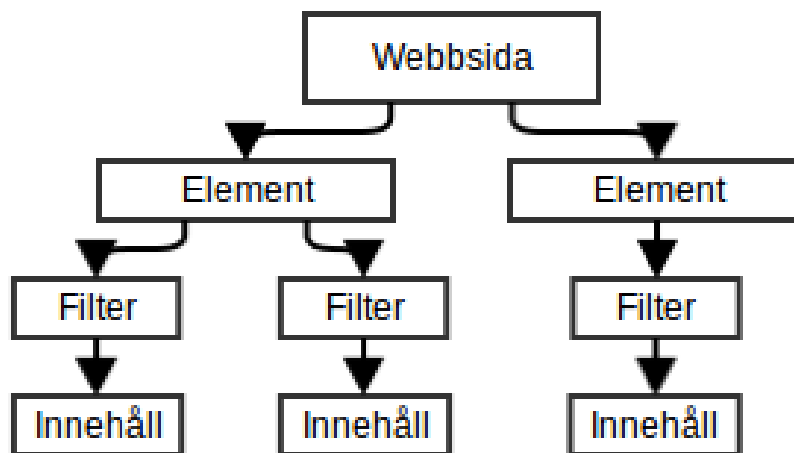 Webbsida
Element
Element
Filter
Filter
Filter
Innehåll
Innehåll
Innehåll